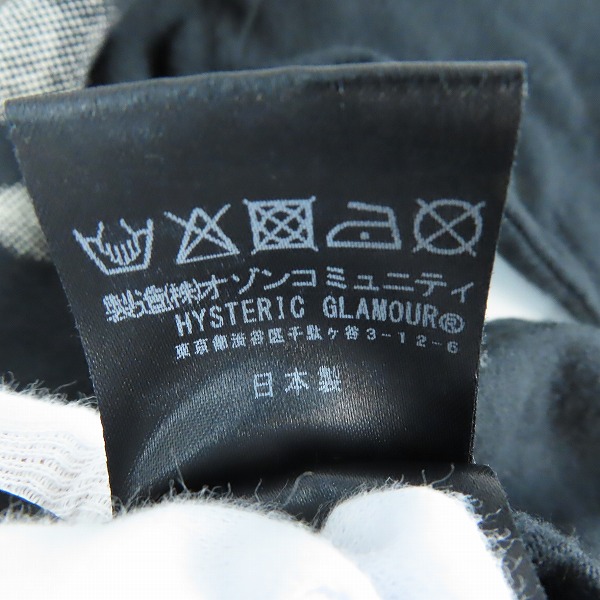 製造(株)オゾンコミュニティ
HYSTERIC GLAMOUR®
東京都渋谷区千駄ヶ谷3-12-6
日本製